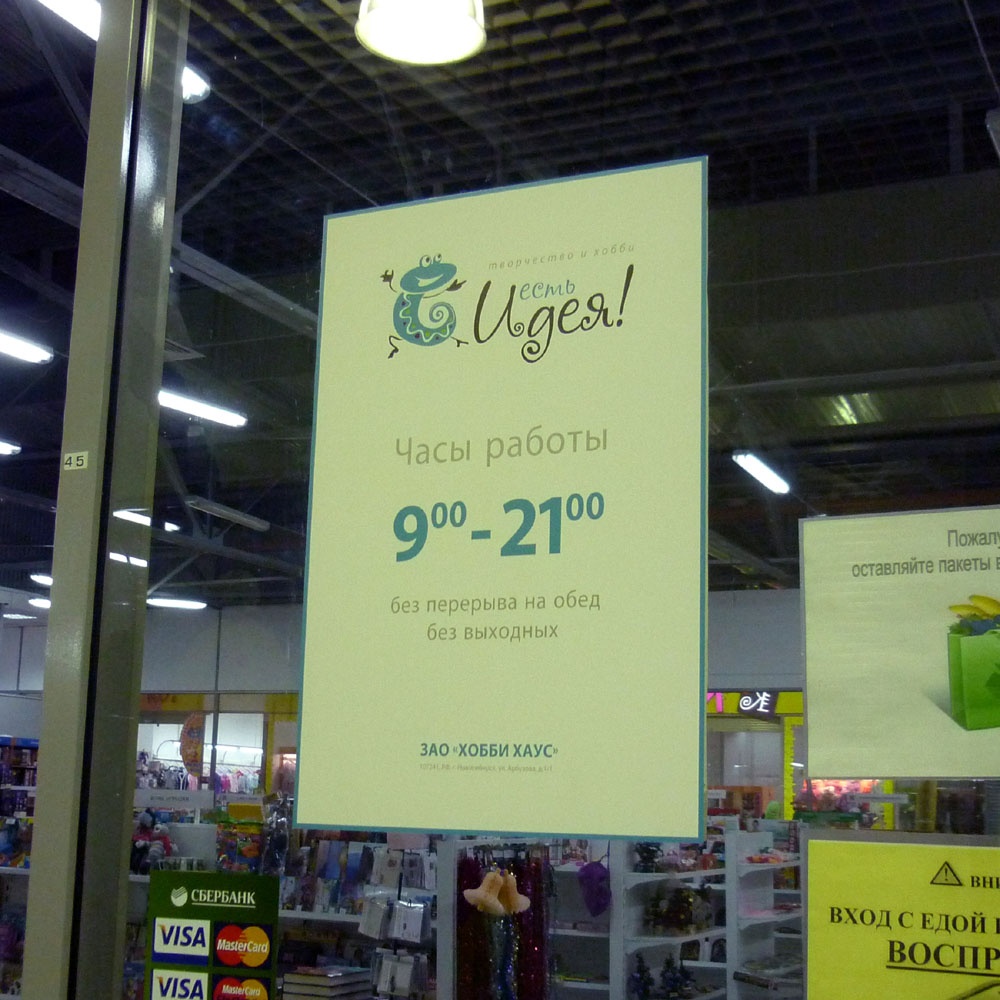 творчество и хобби
есть
Идея!
Часы работы
9⁰⁰-21⁰⁰
без перерыва на обед
без выходных
ЗАО «ХОББИ ХАУС»
45
Пожалу
оставляйте пакеты в
СБЕРБАНК
VISA MasterCard
VISA MasterCard
ВНИ
ВХОД С ЕДОЙ
ВОСПР